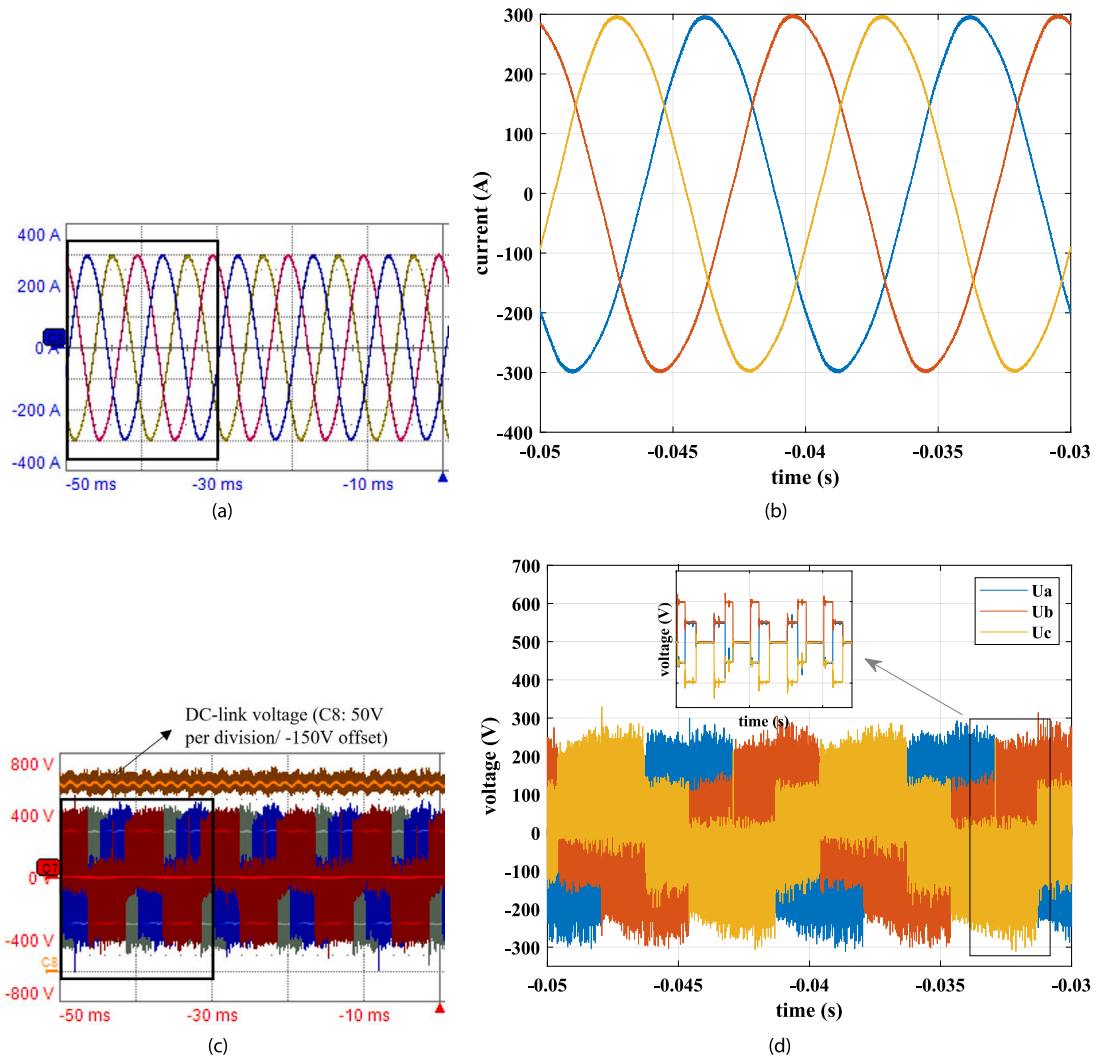 400 A
200 A
C7
0 A
-200 A
-400 A
-50 ms
-30 ms
-10 ms
(a)
300
200
100
0
-100
-200
-300
-400
current (A)
-0.05
-0.045
-0.04
-0.035
-0.03
time (s)
(b)
DC-link voltage (C8: 50V
per division/ -150V offset)
800 V
400 V
C7
0 V
-400 V
C8
-800 V
-50 ms
-30 ms
-10 ms
(c)
700
600
500
400
300
200
100
0
-100
-200
-300
voltage (V)
voltage (V)
time (s)
Ua
Ub
Uc
-0.05
-0.045
-0.04
-0.035
-0.03
time (s)
(d)